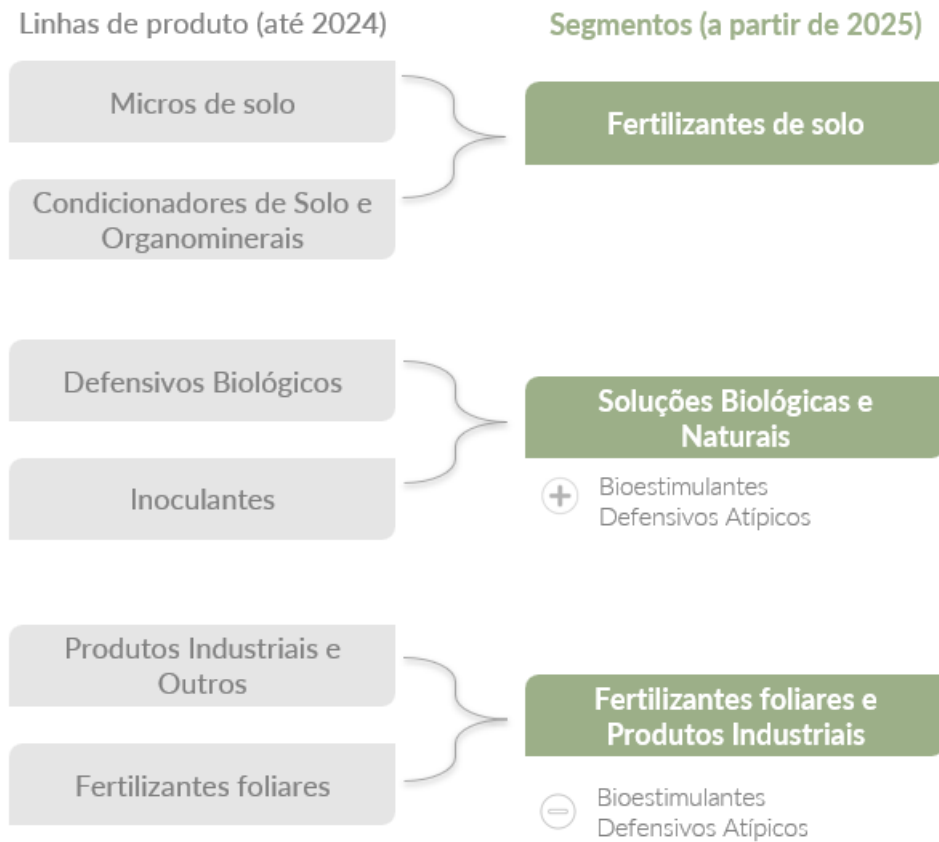 Linhas de produto (até 2024)
Segmentos (a partir de 2025)
Micros de solo
Condicionadores de Solo e
Organominerais
Fertilizantes de solo
Defensivos Biológicos
Inoculantes
Soluções Biológicas e
Naturais
Bioestimulantes
Defensivos Atípicos
Produtos Industriais e
Outros
Fertilizantes foliares
Fertilizantes foliares e
Produtos Industriais
Bioestimulantes
Defensivos Atípicos